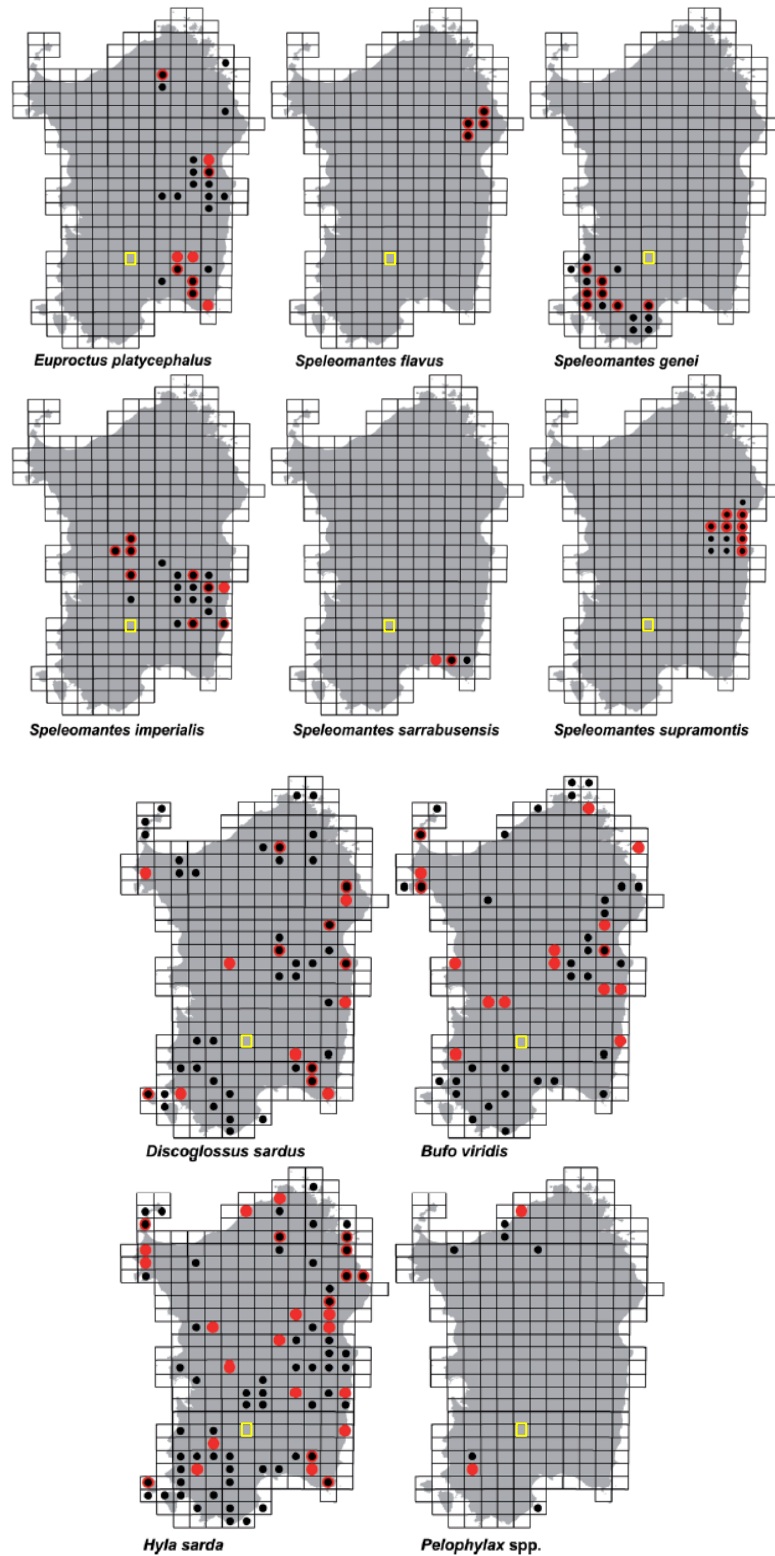 Euproctus platycephalus
Speleomantes flavus
Speleomantes genei
Speleomantes imperialis
Speleomantes sarrabusensis
Speleomantes supramontis
Discoglossus sardus
Bufo viridis
Hyla sarda
Pelophylax spp.